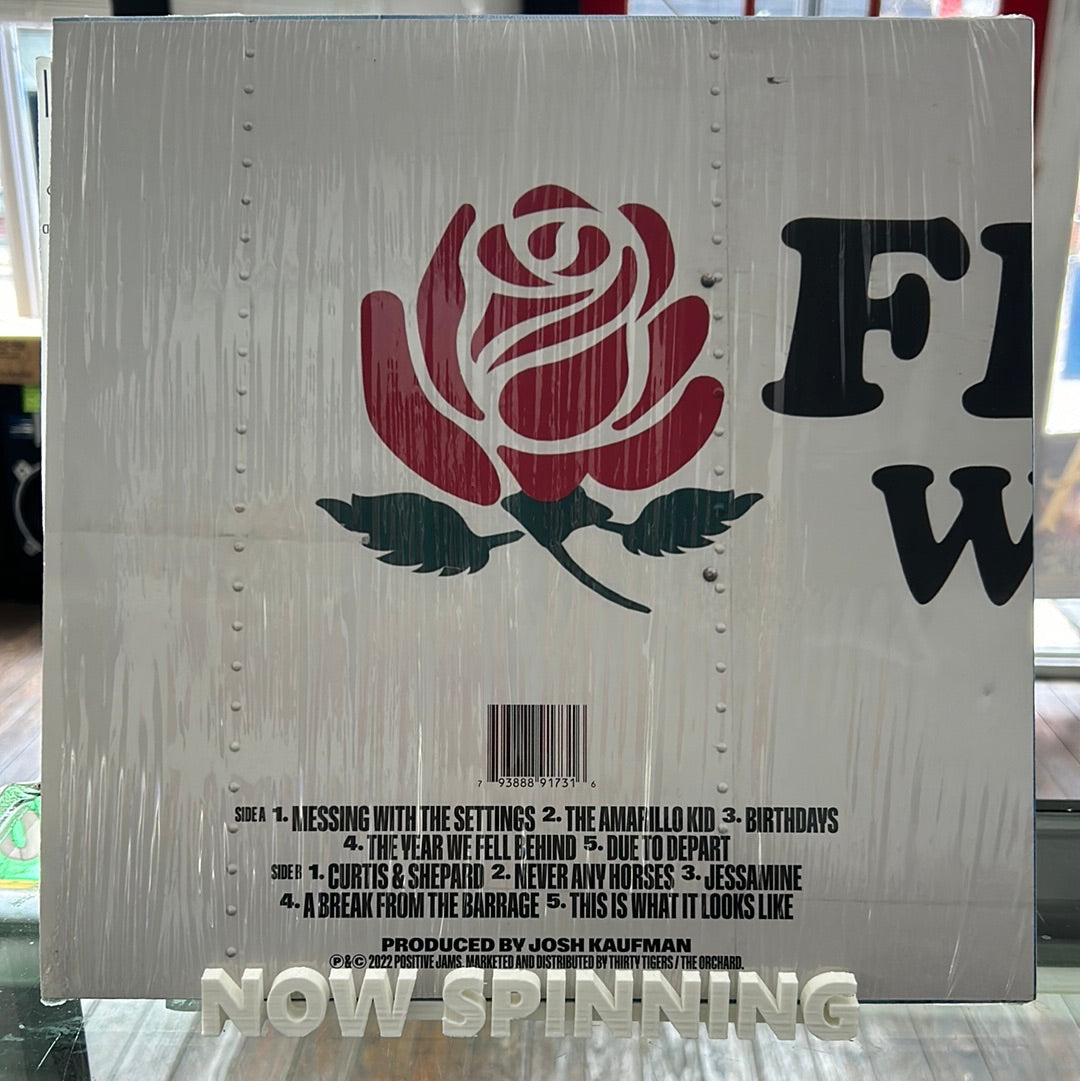 F
W
7 93888 91731 6
SIDE A 1. MESSING WITH THE SETTINGS 2. THE AMARILLO KID 3. BIRTHDAYS
4. THE YEAR WE FELL BEHIND 5. DUE TO DEPART
SIDE B 1. CURTIS & SHEPARD 2. NEVER ANY HORSES 3. JESSAMINE
4. A BREAK FROM THE BARRAGE 5. THIS IS WHAT IT LOOKS LIKE
PRODUCED BY JOSH KAUFMAN
℗ & © 2022 POSITIVE JAMS. MARKETED AND DISTRIBUTED BY THIRTY TIGERS / THE ORCHARD.
NOW SPINNING